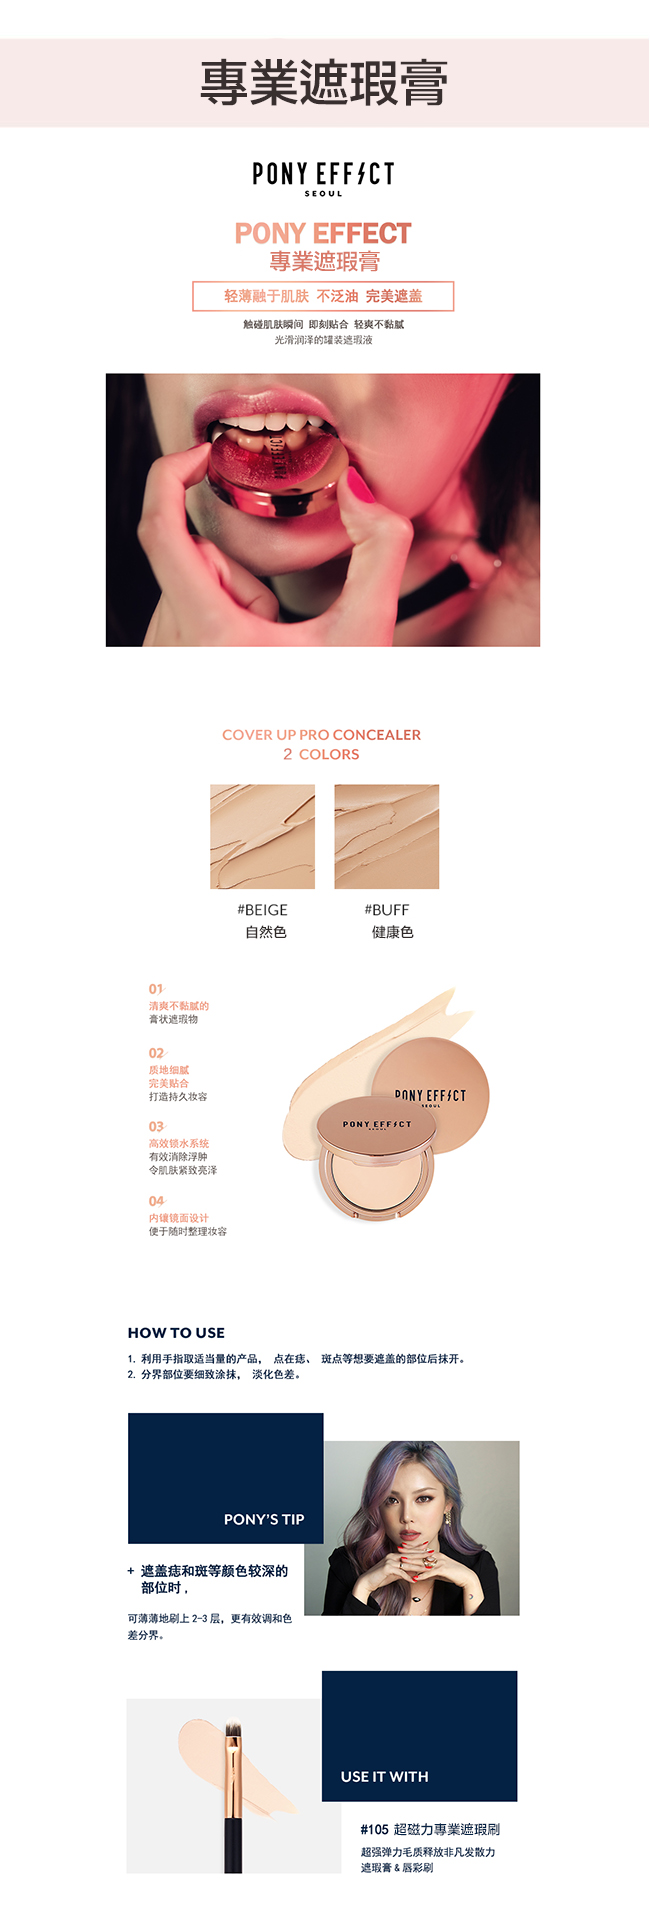 專業遮瑕膏
PONY EFFECT
SEOUL
PONY EFFECT
專業遮瑕膏
轻薄融于肌肤 不泛油 完美遮盖
触碰肌肤瞬间 即刻贴合 轻爽不黏腻
光滑润泽的罐装遮瑕液
PONY EFFECT
COVER UP PRO CONCEALER
2 COLORS
#BEIGE
自然色
#BUFF
健康色
01
清爽不黏腻的
膏状遮瑕物
02
质地细腻
完美贴合
打造持久妆容
03
高效锁水系统
有效消除浮肿
令肌肤紧致亮泽
04
内镶镜面设计
便于随时整理妆容
PONY EFFECT
SEOUL
PONY EFFECT
SEOUL
HOW TO USE
1. 利用手指取适当量的产品， 点在痣、 斑点等想要遮盖的部位后抹开。
2. 分界部位要细致涂抹， 淡化色差。
PONY'S TIP
+ 遮盖痣和斑等颜色较深的
部位时，
可薄薄地刷上 2-3 层，更有效调和色
差分界。
USE IT WITH
#105 超磁力專業遮瑕刷
超强弹力毛质释放非凡发散力
遮瑕膏 & 唇彩刷